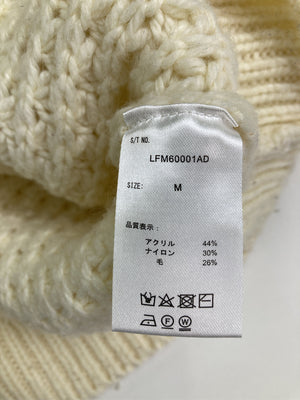 S/T NO.
LFM60001AD
SIZE: M
品質表示:
アクリル 44%
ナイロン 30%
毛 26%